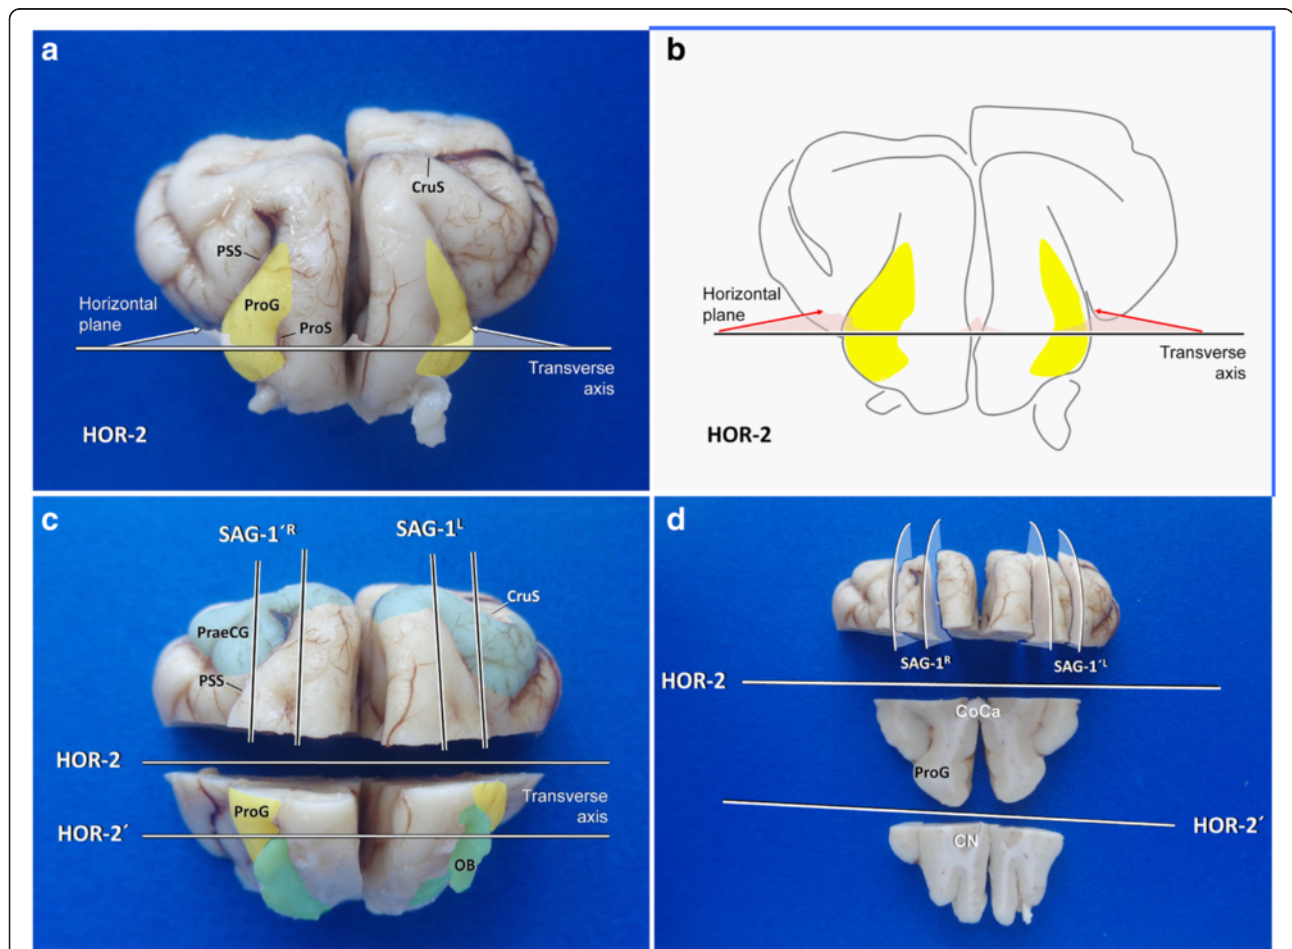 a
CruS
PSS
Horizontal
plane
ProG
ProS
Transverse
axis
HOR-2
b
Horizontal
plane
Transverse
axis
HOR-2
c
SAG-1´R
SAG-1L
CruS
PraeCG
PSS
HOR-2
Transverse
axis
ProG
HOR-2´
OB
d
SAG-1R
SAG-1´L
HOR-2
CoCa
ProG
HOR-2´
CN